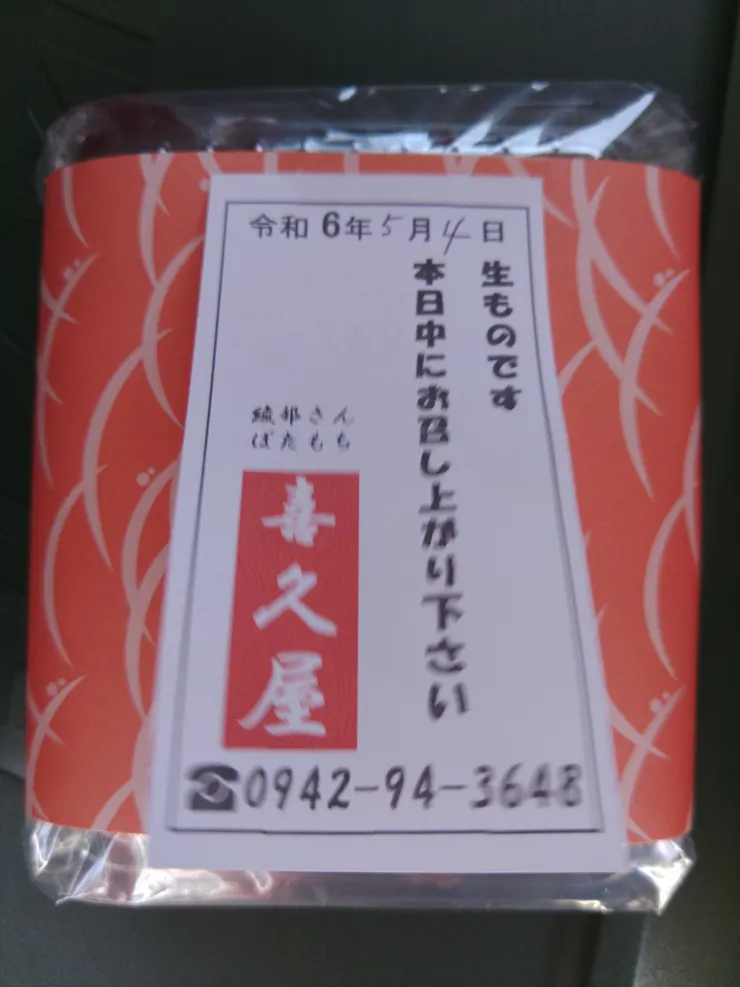 令和6年5月4日
生ものです
本日中にお召し上がり下さい
綾部さん
ぼたもち
喜久屋
☎0942-94-3648